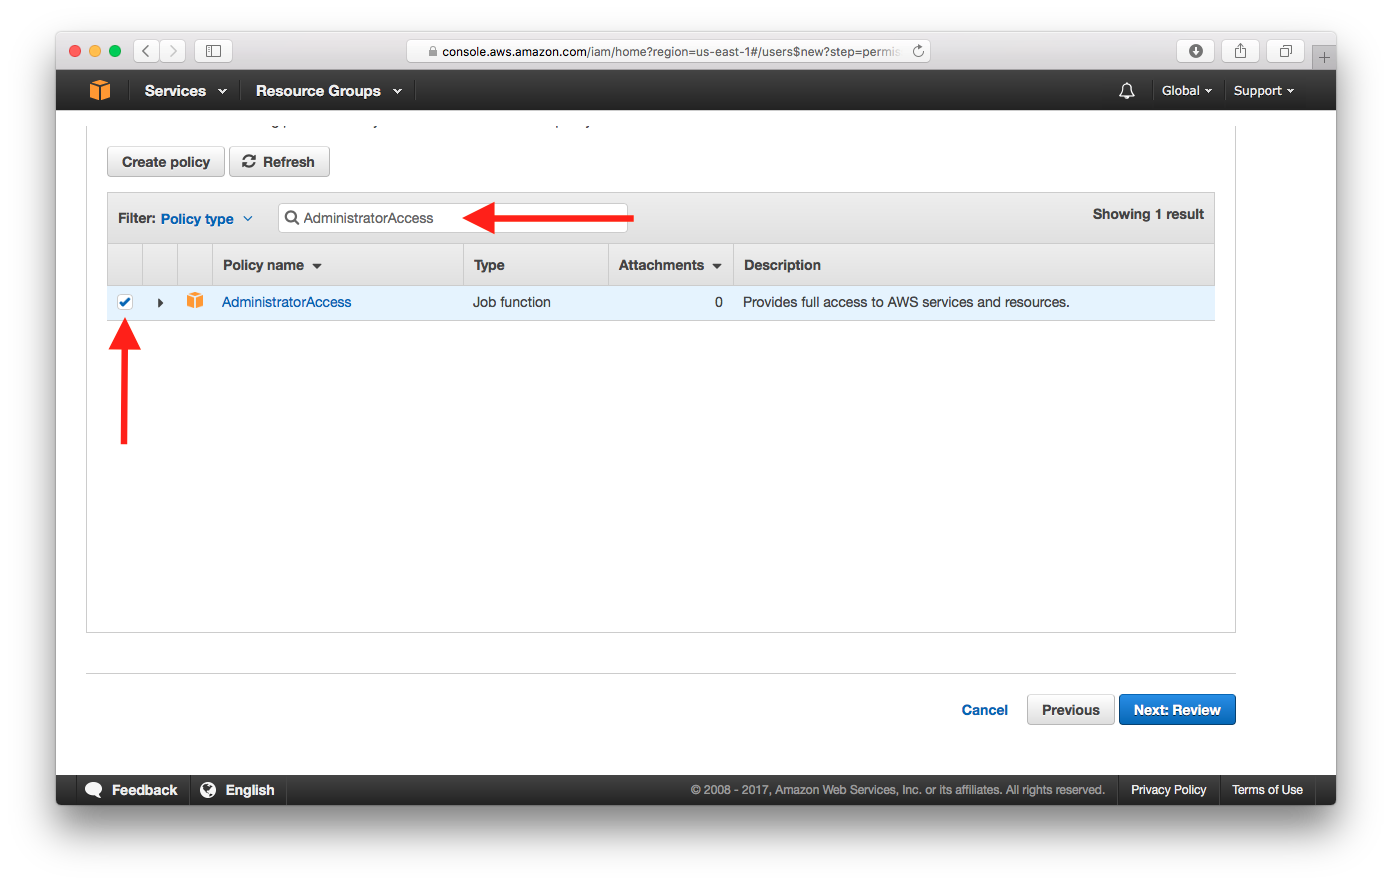 console.aws.amazon.com/iam/home?region=us-east-1#/users$new?step=permis
Services Resource Groups Global Support
Create policy Refresh
Filter: Policy type AdministratorAccess Showing 1 result
Policy name Type Attachments Description
AdministratorAccess Job function 0 Provides full access to AWS services and resources.
Cancel Previous Next: Review
Feedback English © 2008 - 2017, Amazon Web Services, Inc. or its affiliates. All rights reserved. Privacy Policy Terms of Use